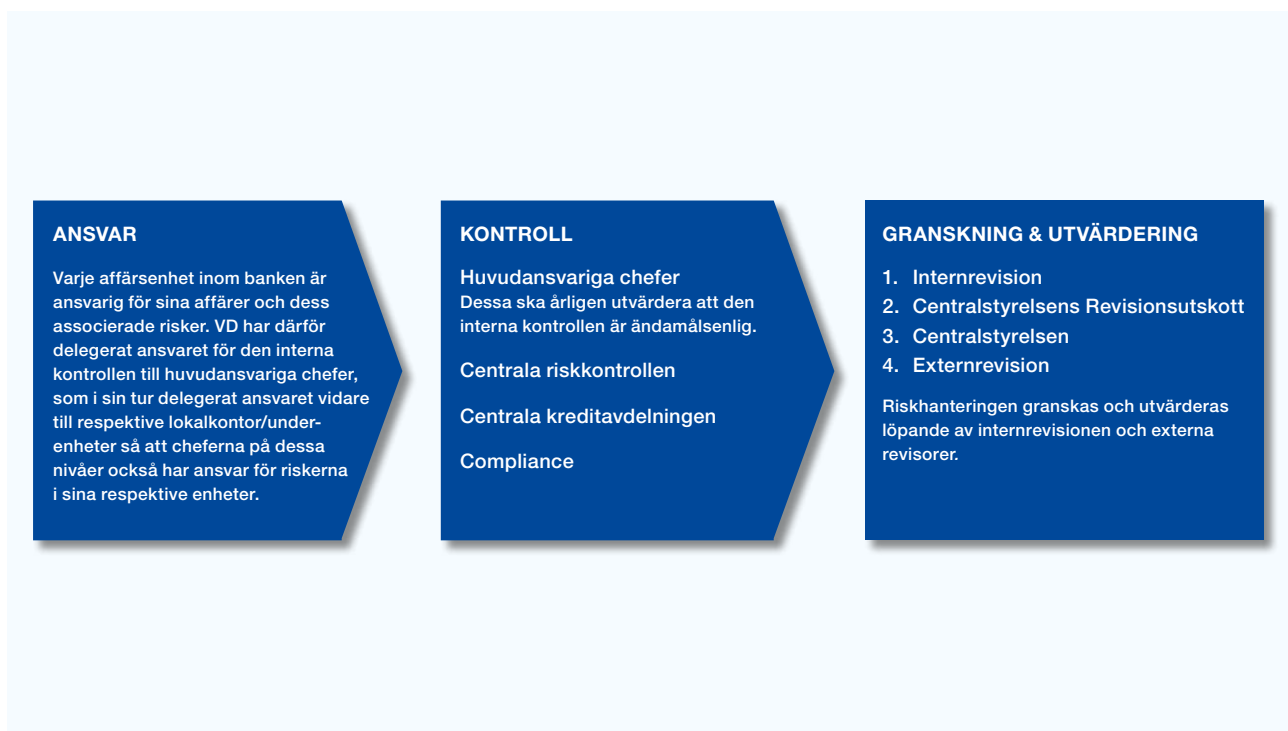 ANSVAR
Varje affärsenhet inom banken är
ansvarig för sina affärer och dess
associerade risker. VD har därför
delegerat ansvaret för den interna
kontrollen till huvudansvariga chefer,
som i sin tur delegerat ansvaret vidare
till respektive lokalkontor/under-
enheter så att cheferna på dessa
nivåer också har ansvar för riskerna
i sina respektive enheter.
KONTROLL
Huvudansvariga chefer
Dessa ska årligen utvärdera att den
interna kontrollen är ändamålsenlig.
Centrala riskkontrollen
Centrala kreditavdelningen
Compliance
GRANSKNING & UTVÄRDERING
1. Internrevision
2. Centralstyrelsens Revisionsutskott
3. Centralstyrelsen
4. Externrevision
Riskhanteringen granskas och utvärderas
löpande av internrevisionen och externa
revisorer.